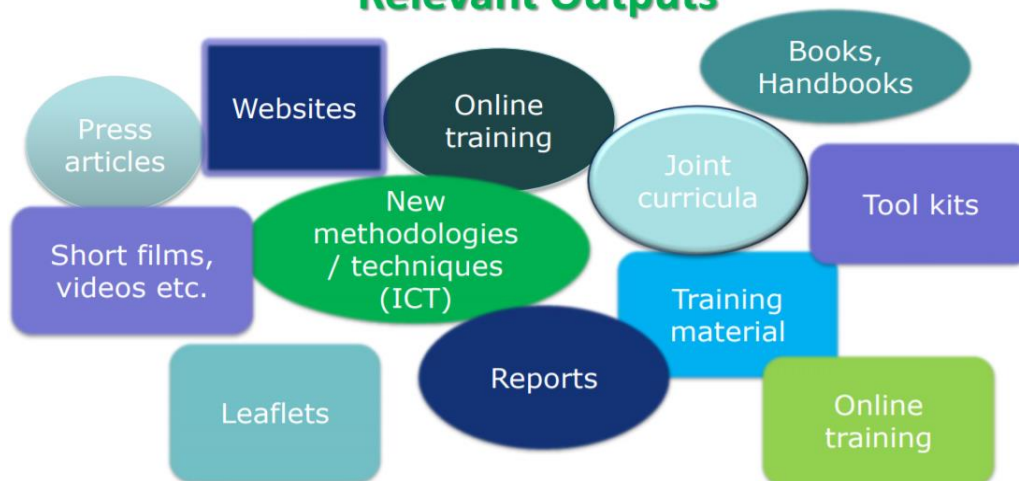 Relevant Outputs
Press
articles
Websites
Online
training
Books,
Handbooks
Joint
curricula
Tool kits
Short films,
videos etc.
New
methodologies
/ techniques
(ICT)
Training
material
Leaflets
Reports
Online
training